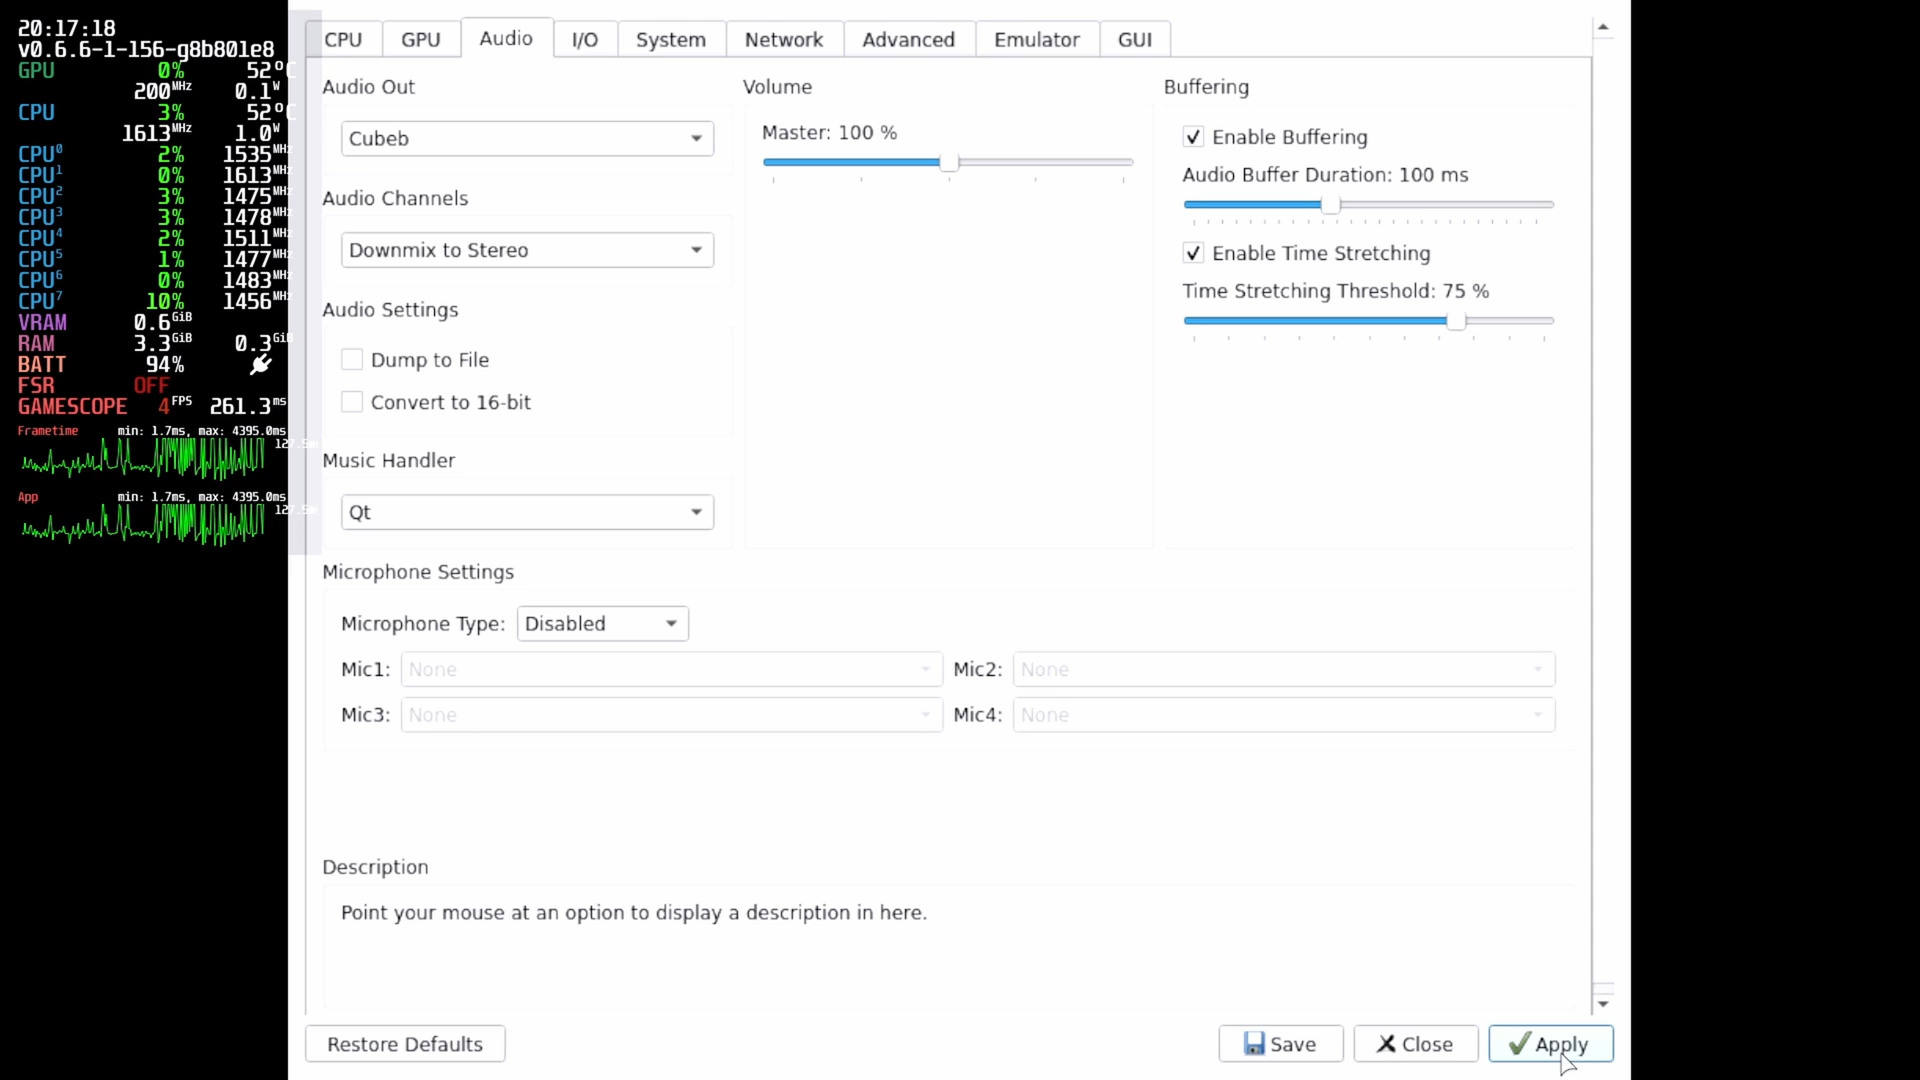 20:17:18
v0.6.6-1-156-g8b801e8
GPU 0% 52°C
200MHz 0.1W
CPU 3% 52°C
1613MHz 1.0W
CPU0 2% 1535MHz
CPU1 0% 1613MHz
CPU2 3% 1475MHz
CPU3 3% 1478MHz
CPU4 2% 1511MHz
CPU5 1% 1477MHz
CPU6 0% 1483MHz
CPU7 10% 1456MHz
VRAM 0.6GiB
RAM 3.3GiB 0.3GiB
BATT 94%
FSR OFF
GAMESCOPE 4FPS 261.3ms
Frametime min: 1.7ms, max: 4395.0ms
127.5m
App min: 1.7ms, max: 4395.0ms
127.5m
CPU GPU Audio I/O System Network Advanced Emulator GUI
Audio Out
Cubeb
Audio Channels
Downmix to Stereo
Audio Settings
Dump to File
Convert to 16-bit
Music Handler
Qt
Volume
Master: 100 %
Buffering
Enable Buffering
Audio Buffer Duration: 100 ms
Enable Time Stretching
Time Stretching Threshold: 75 %
Microphone Settings
Microphone Type: Disabled
Mic1: None Mic2: None
Mic3: None Mic4: None
Description
Point your mouse at an option to display a description in here.
Restore Defaults Save Close Apply